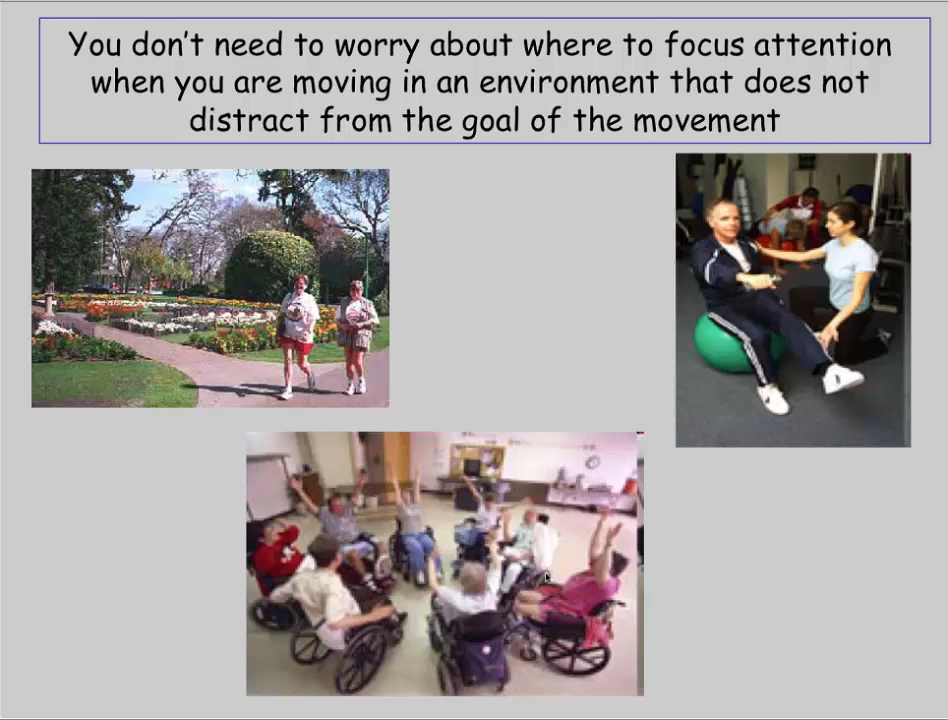 You don't need to worry about where to focus attention
when you are moving in an environment that does not
distract from the goal of the movement